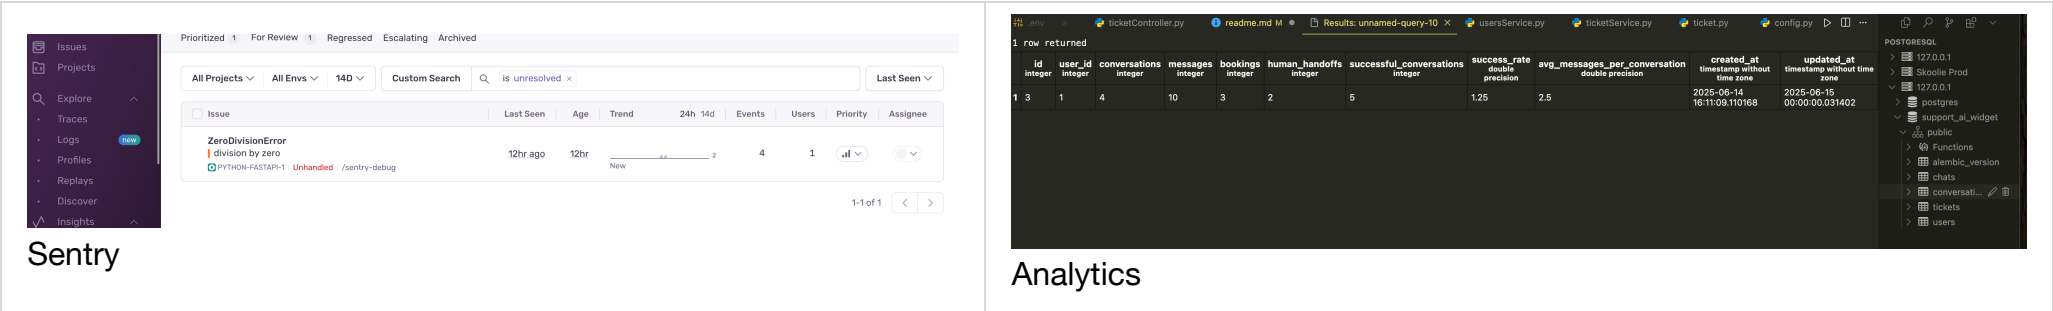 Issues
Projects
Explore
Traces
Logs new
Profiles
Replays
Discover
Insights
Prioritized 1 For Review 1 Regressed Escalating Archived
All Projects All Envs 14D Custom Search is unresolved × Last Seen
Issue Last Seen Age Trend 24h 14d Events Users Priority Assignee
ZeroDivisionError
division by zero
PYTHON-FASTAPI-1 Unhandled /sentry-debug
12hr ago 12hr 2 4 1
New
1-1 of 1
Sentry
.env ticketController.py readme.md M Results: unnamed-query-10 × usersService.py ticketService.py ticket.py config.py
1 row returned
id integer
user_id integer
conversations integer
messages integer
bookings integer
human_handoffs integer
successful_conversations integer
success_rate double precision
avg_messages_per_conversation double precision
created_at timestamp without time zone
updated_at timestamp without time zone
1 3 1 4 10 3 2 5 1.25 2.5 2025-06-14 16:11:09.110168 2025-06-15 00:00:00.031402
POSTGRESQL
127.0.0.1
Skoolie Prod
127.0.0.1
postgres
support_ai_widget
public
Functions
alembic_version
chats
conversati...
tickets
users
Analytics